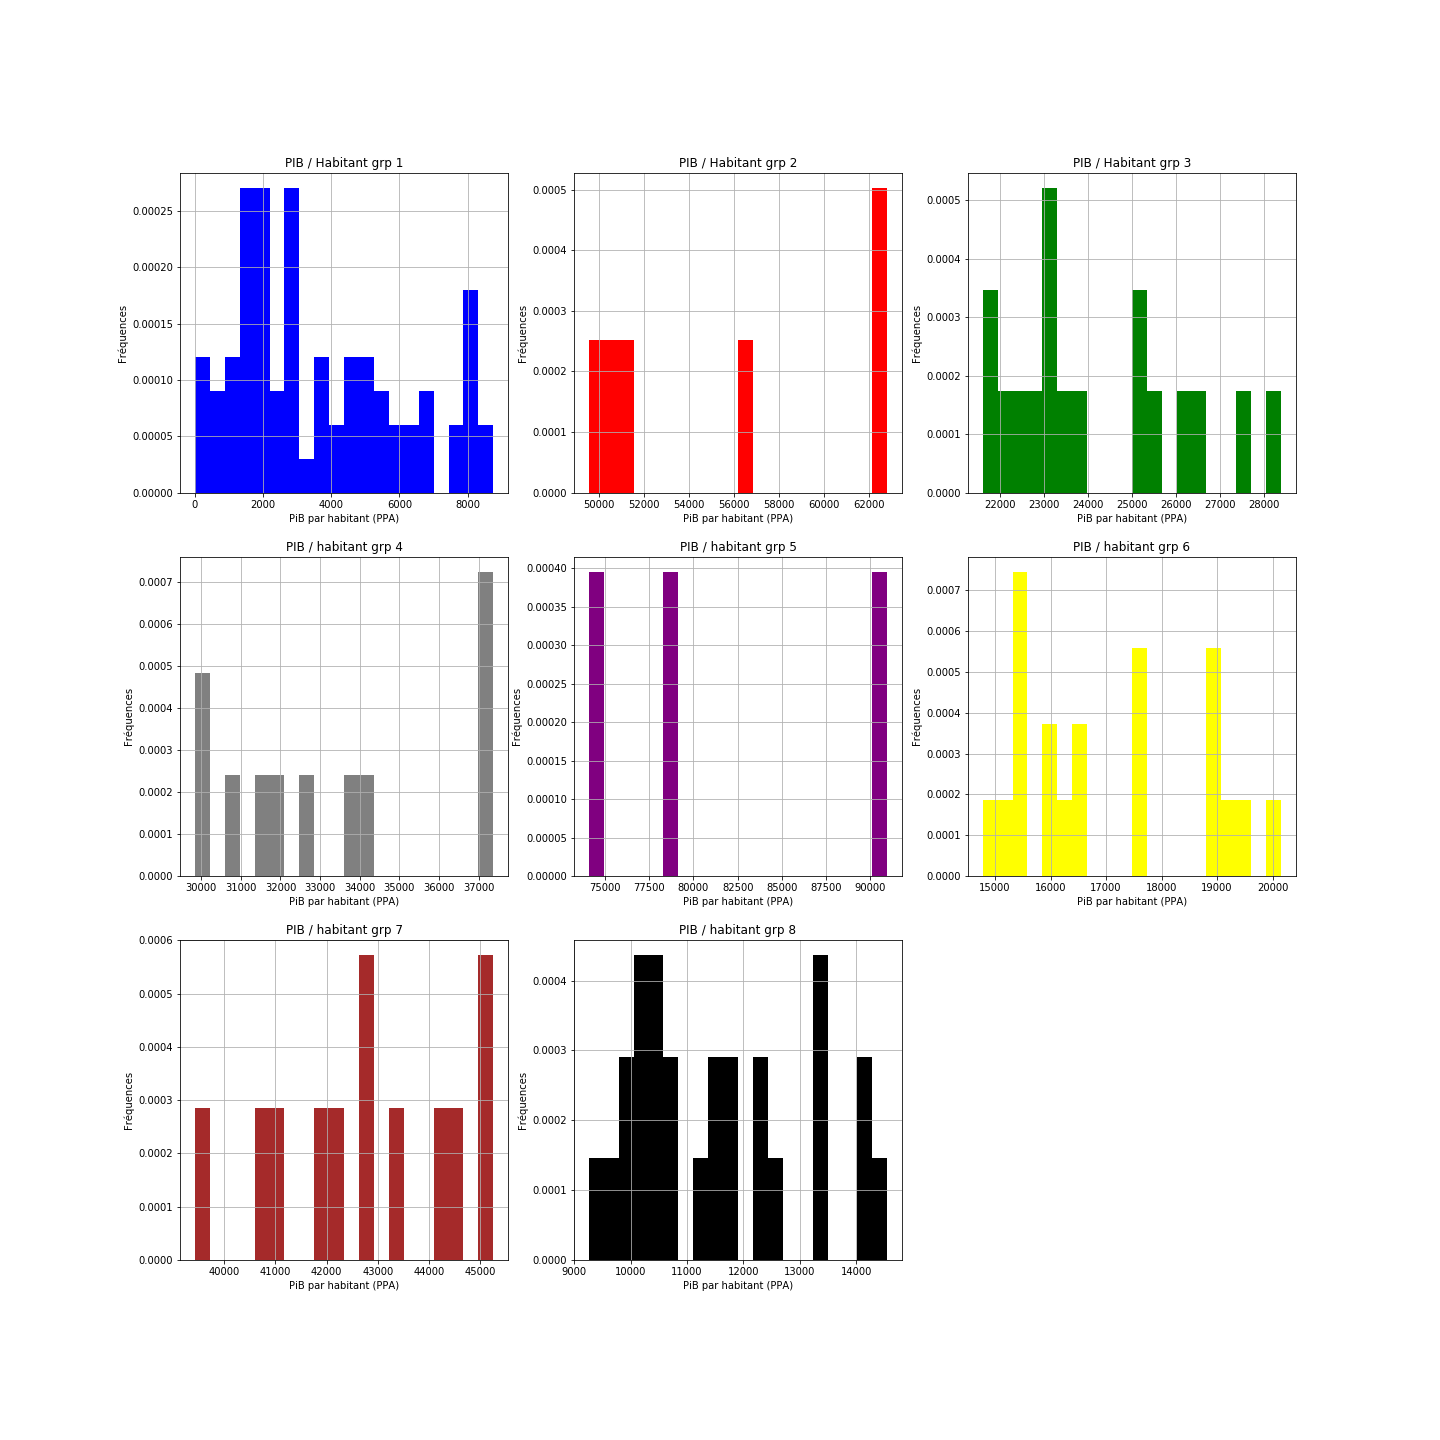 PIB / Habitant grp 1
Fréquences
0.00025
0.00020
0.00015
0.00010
0.00005
0.00000
0 2000 4000 6000 8000
PiB par habitant (PPA)
PIB / Habitant grp 2
Fréquences
0.0005
0.0004
0.0003
0.0002
0.0001
0.0000
50000 52000 54000 56000 58000 60000 62000
PiB par habitant (PPA)
PIB / Habitant grp 3
Fréquences
0.0005
0.0004
0.0003
0.0002
0.0001
0.0000
22000 23000 24000 25000 26000 27000 28000
PiB par habitant (PPA)
PIB / habitant grp 4
Fréquences
0.0007
0.0006
0.0005
0.0004
0.0003
0.0002
0.0001
0.0000
30000 31000 32000 33000 34000 35000 36000 37000
PiB par habitant (PPA)
PIB / habitant grp 5
Fréquences
0.00040
0.00035
0.00030
0.00025
0.00020
0.00015
0.00010
0.00005
0.00000
75000 77500 80000 82500 85000 87500 90000
PiB par habitant (PPA)
PIB / habitant grp 6
Fréquences
0.0007
0.0006
0.0005
0.0004
0.0003
0.0002
0.0001
0.0000
15000 16000 17000 18000 19000 20000
PiB par habitant (PPA)
PIB / habitant grp 7
Fréquences
0.0006
0.0005
0.0004
0.0003
0.0002
0.0001
0.0000
40000 41000 42000 43000 44000 45000
PiB par habitant (PPA)
PIB / habitant grp 8
Fréquences
0.0004
0.0003
0.0002
0.0001
0.0000
9000 10000 11000 12000 13000 14000
PiB par habitant (PPA)